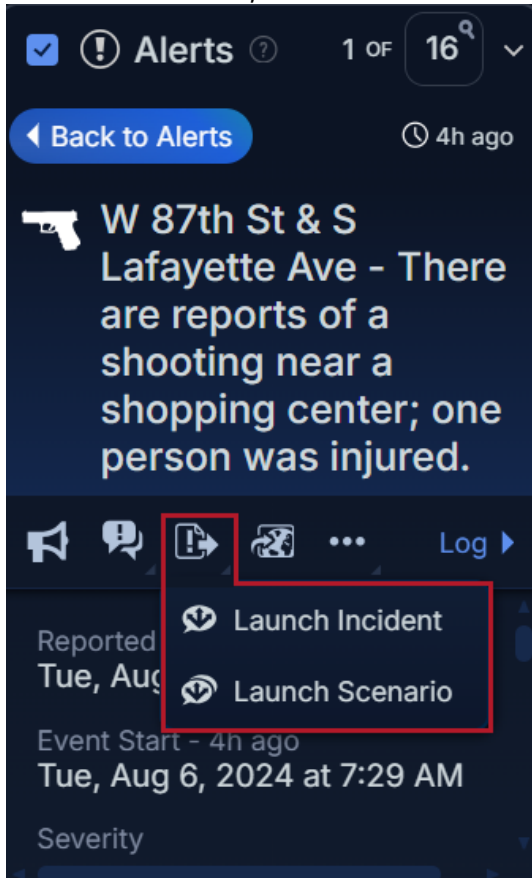 Alerts 1 OF 16
Back to Alerts 4h ago
W 87th St & S
Lafayette Ave - There
are reports of a
shooting near a
shopping center; one
person was injured.
Log
Launch Incident
Reported
Tue, Aug
Launch Scenario
Event Start - 4h ago
Tue, Aug 6, 2024 at 7:29 AM
Severity